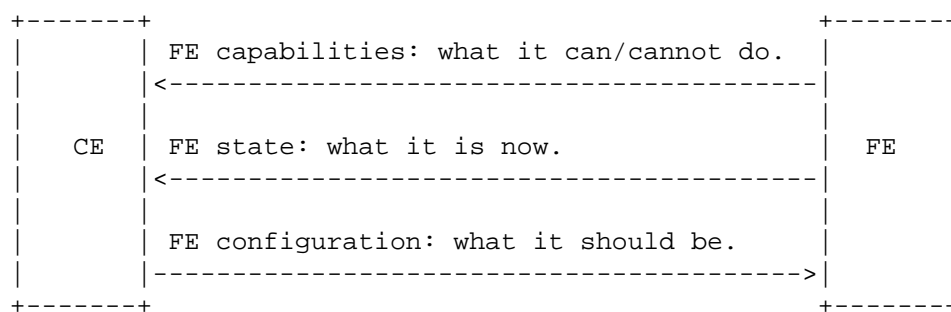 FE capabilities: what it can/cannot do.
CE FE state: what it is now. FE
FE configuration: what it should be.